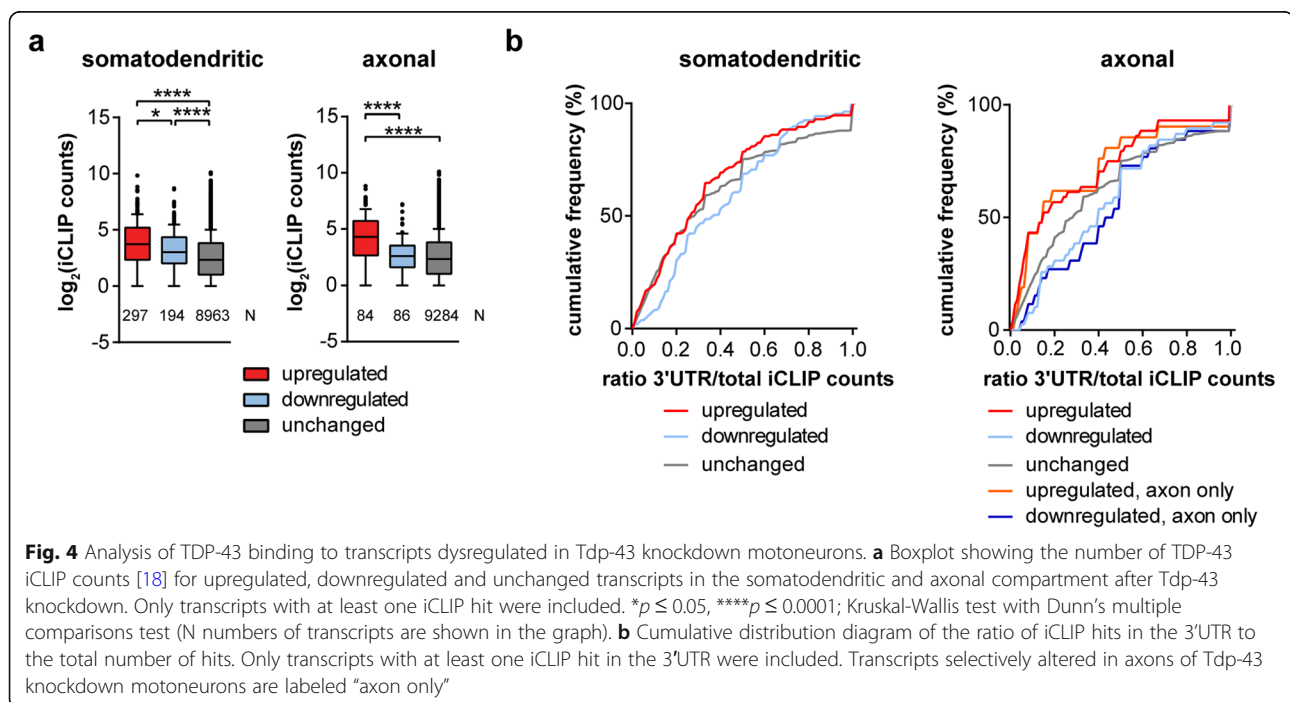 a
somatodendritic
axonal
log2(iCLIP counts)
15
10
5
0
-5
**** 
* ****
297 194 8963 N
15
10
5
0
-5
****
****
84 86 9284 N
upregulated
downregulated
unchanged
b
somatodendritic
cumulative frequency (%)
100
50
0
0.0 0.2 0.4 0.6 0.8 1.0
ratio 3'UTR/total iCLIP counts
upregulated
downregulated
unchanged
axonal
cumulative frequency (%)
100
50
0
0.0 0.2 0.4 0.6 0.8 1.0
ratio 3'UTR/total iCLIP counts
upregulated
downregulated
unchanged
upregulated, axon only
downregulated, axon only
Fig. 4 Analysis of TDP-43 binding to transcripts dysregulated in Tdp-43 knockdown motoneurons. a Boxplot showing the number of TDP-43
iCLIP counts [18] for upregulated, downregulated and unchanged transcripts in the somatodendritic and axonal compartment after Tdp-43
knockdown. Only transcripts with at least one iCLIP hit were included. *p ≤ 0.05, ****p ≤ 0.0001; Kruskal-Wallis test with Dunn's multiple
comparisons test (N numbers of transcripts are shown in the graph). b Cumulative distribution diagram of the ratio of iCLIP hits in the 3'UTR to
the total number of hits. Only transcripts with at least one iCLIP hit in the 3'UTR were included. Transcripts selectively altered in axons of Tdp-43
knockdown motoneurons are labeled "axon only"